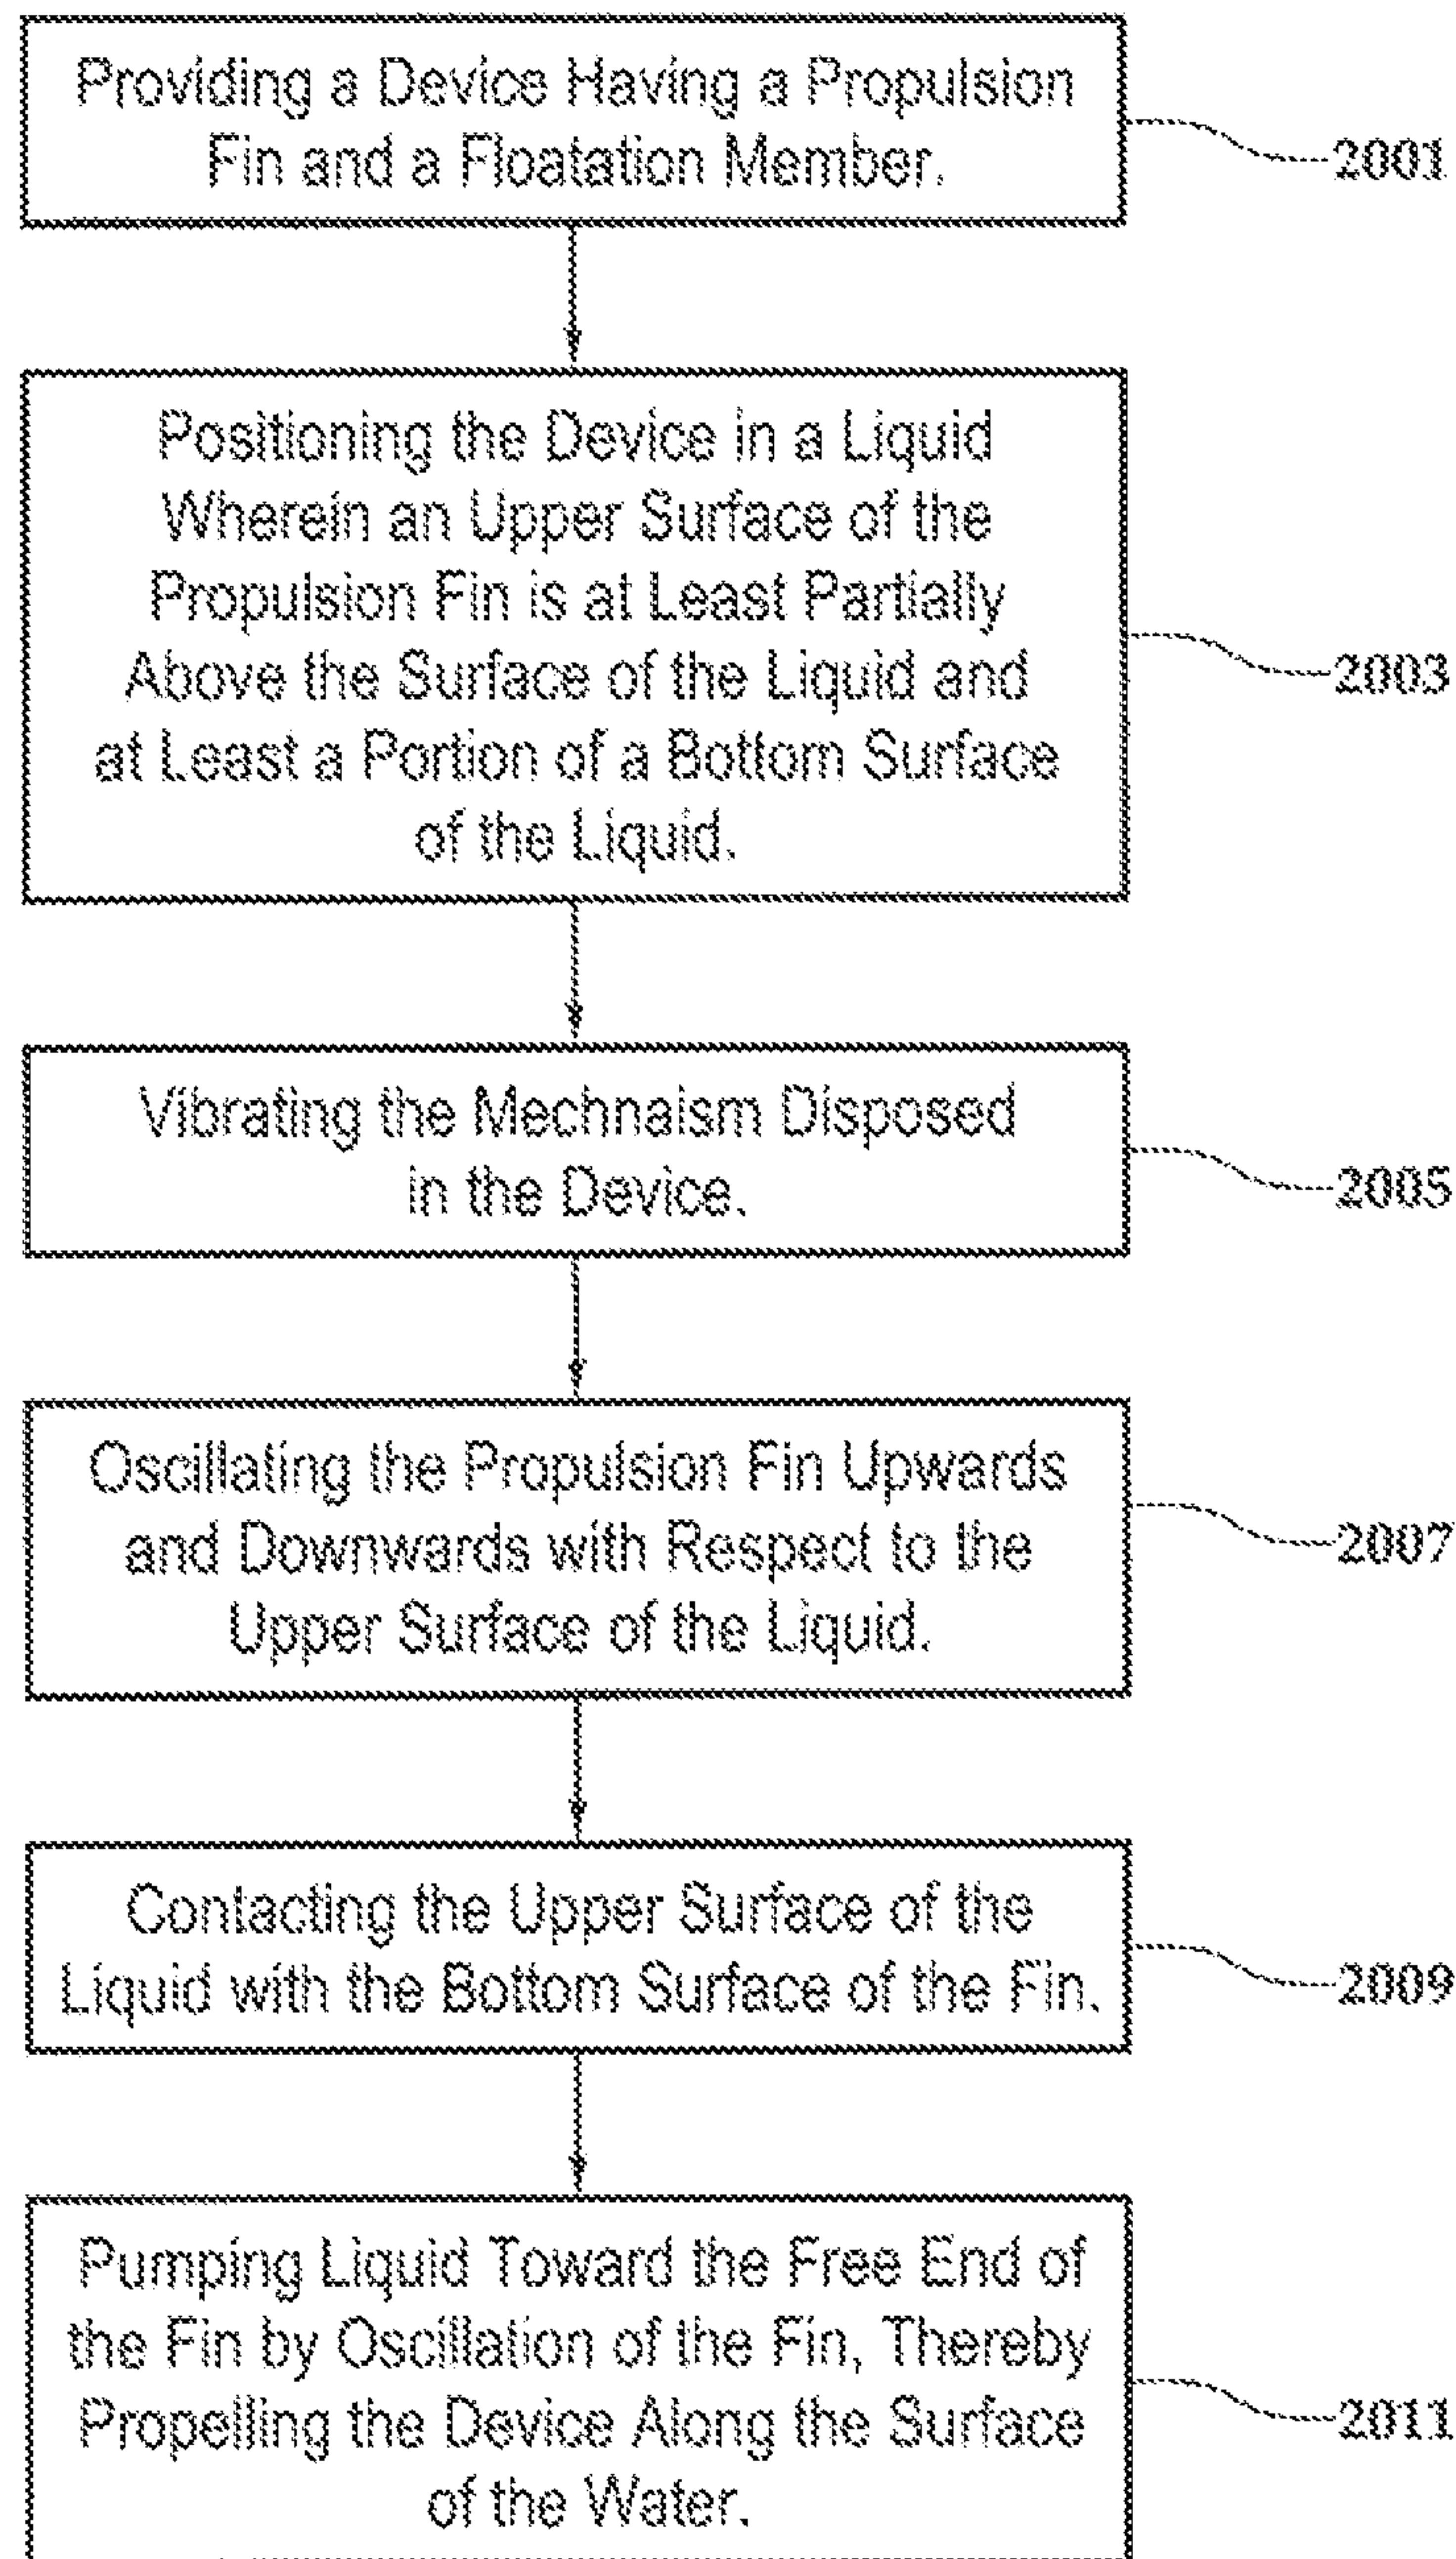 Providing a Device Having a Propulsion
Fin and a Floatation Member.
2001
Positioning the Device in a Liquid
Wherein an Upper Surface of the
Propulsion Fin is at Least Partially
Above the Surface of the Liquid and
at Least a Portion of a Bottom Surface
of the Liquid.
2003
Vibrating the Mechnaism Disposed
in the Device.
2005
Oscillating the Propulsion Fin Upwards
and Downwards with Respect to the
Upper Surface of the Liquid.
2007
Contacting the Upper Surface of the
Liquid with the Bottom Surface of the Fin.
2009
Pumping Liquid Toward the Free End of
the Fin by Oscillation of the Fin, Thereby
Propelling the Device Along the Surface
of the Water.
2011